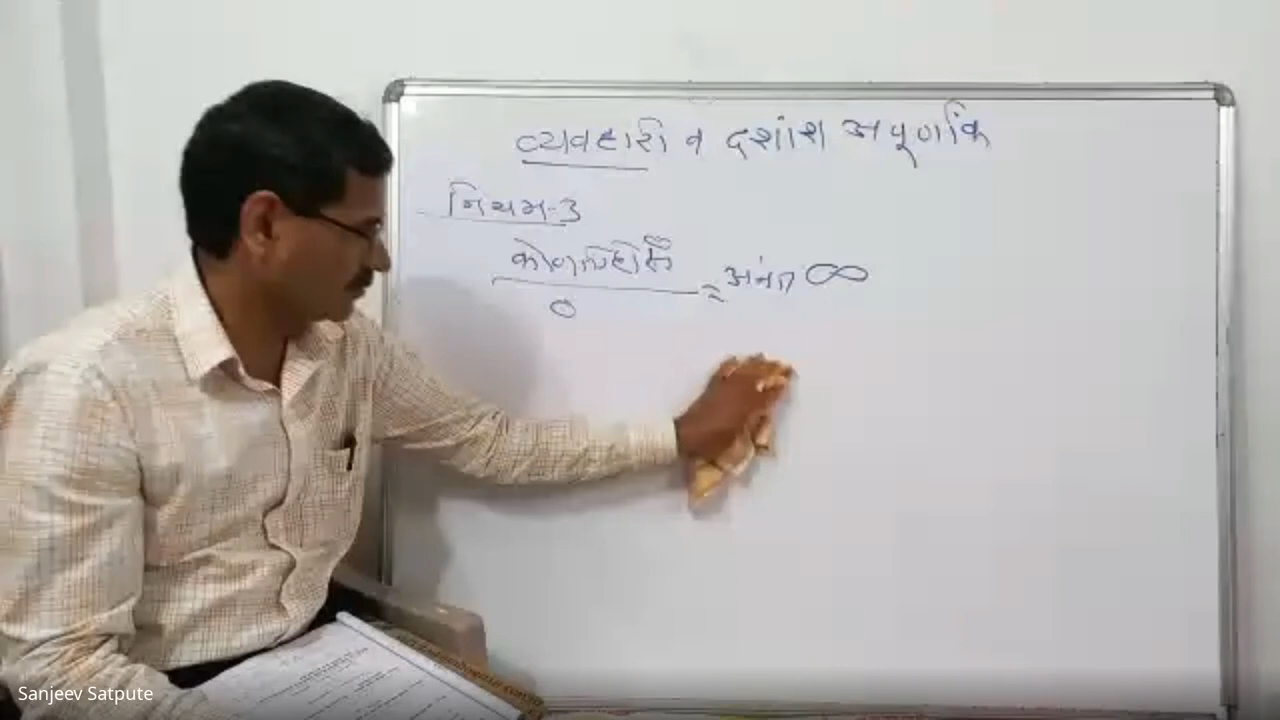 व्यवहारी व दशांश अपूर्णांक
नियम-3
कोणतीही सं
0
= अनंत ∞
Sanjeev Satpute